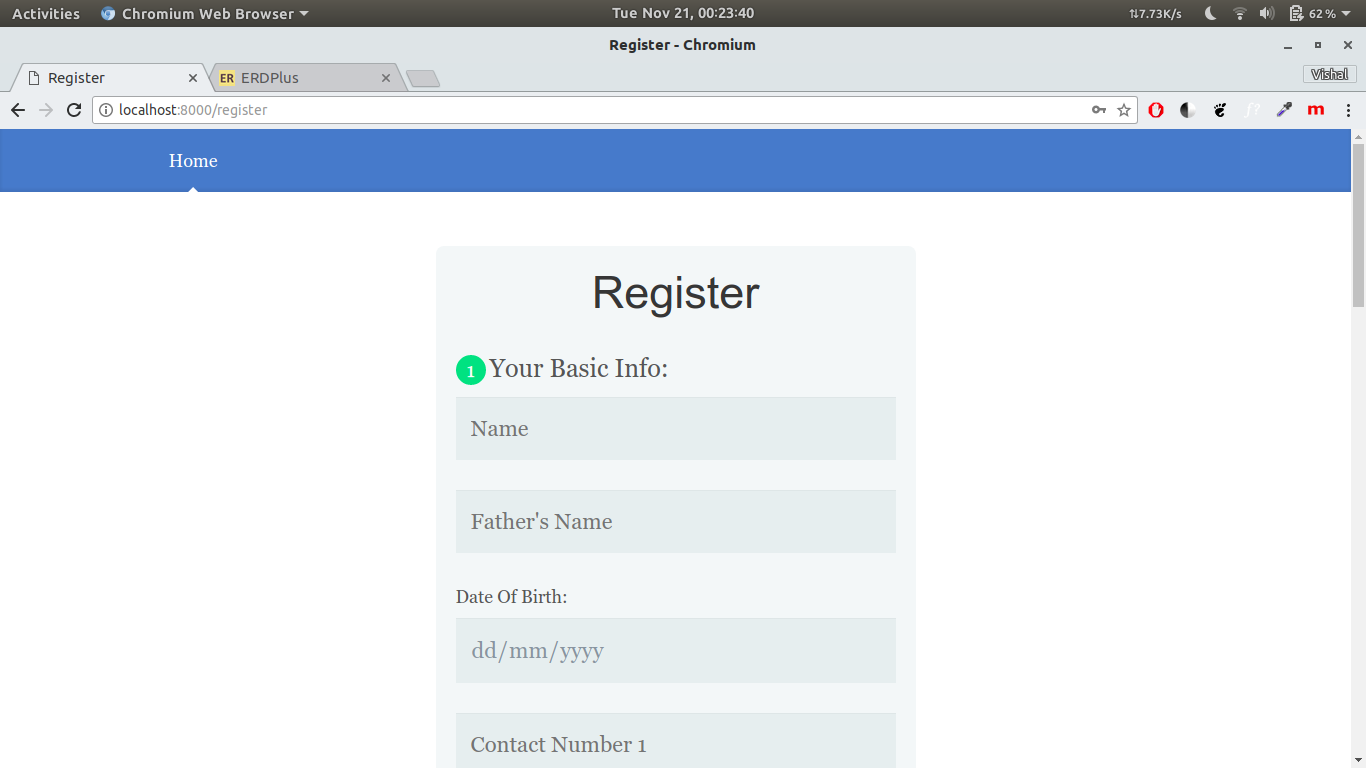 Activities Chromium Web Browser Tue Nov 21, 00:23:40 7.73K/s 62 %
Register - Chromium
Register ER ERDPlus Vishal
localhost:8000/register f? m
Home
Register
1 Your Basic Info:
Name
Father's Name
Date Of Birth:
dd/mm/yyyy
Contact Number 1